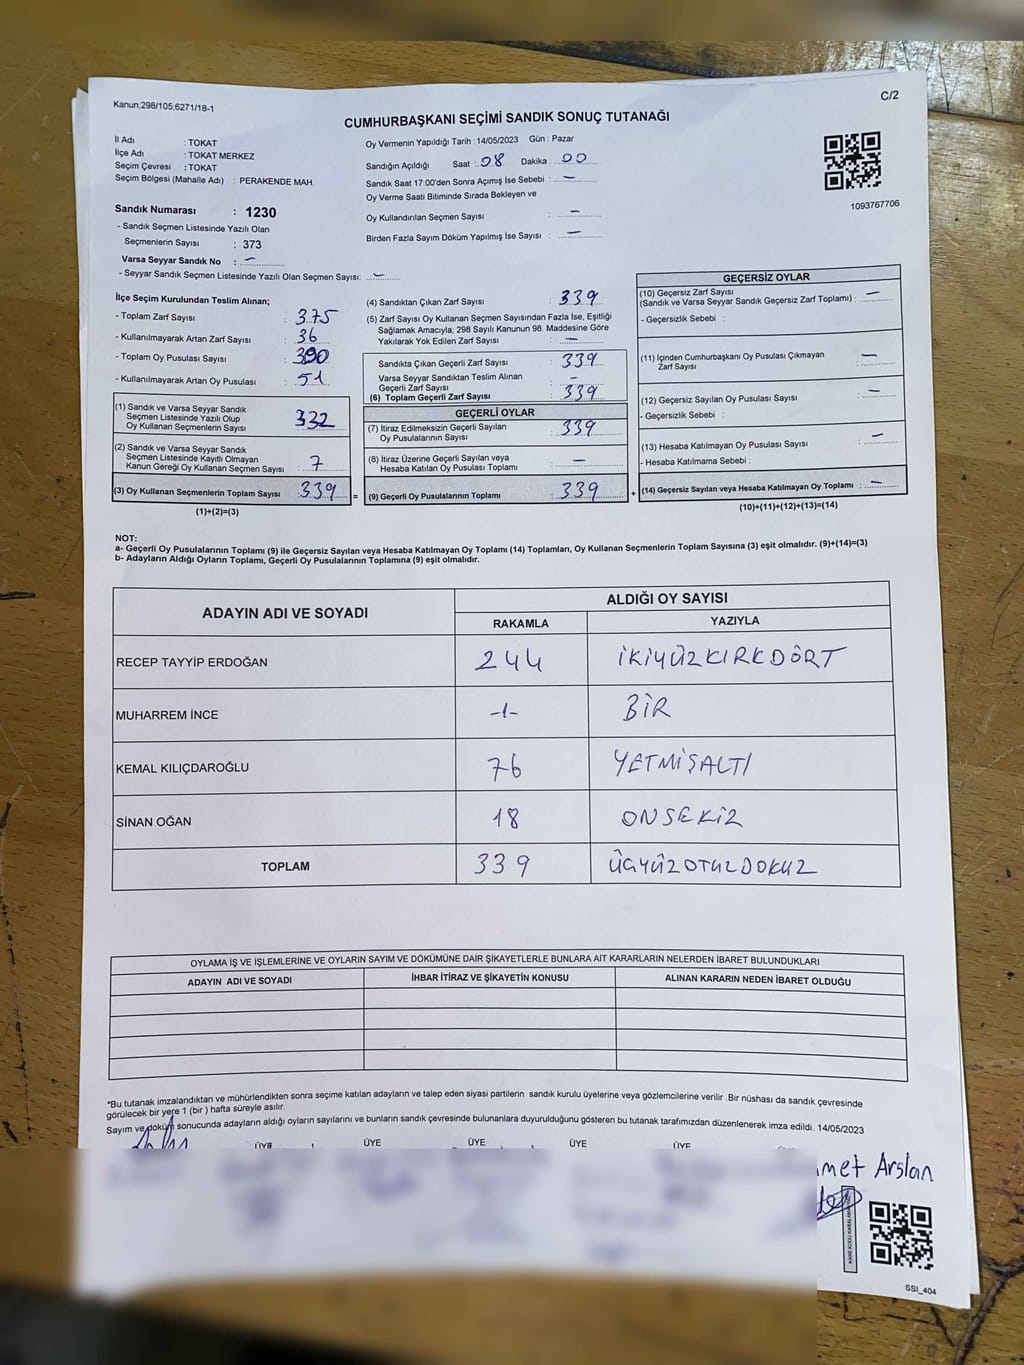 Kanun;298/105,6271/18-1
C/2
CUMHURBAŞKANI SEÇİMİ SANDIK SONUÇ TUTANAĞI
İl Adı : TOKAT
İlçe Adı : TOKAT MERKEZ
Seçim Çevresi : TOKAT
Seçim Bölgesi (Mahalle Adı) : PERAKENDE MAH.
Sandık Numarası : 1230
- Sandık Seçmen Listesinde Yazılı Olan
Seçmenlerin Sayısı : 373
Varsa Seyyar Sandık No : -
- Seyyar Sandık Seçmen Listesinde Yazılı Olan Seçmen Sayısı: -
Oy Vermenin Yapıldığı Tarih : 14/05/2023 Gün : Pazar
Sandığın Açıldığı Saat : 08 Dakika : 00
Sandık Saat 17:00'den Sonra Açımış İse Sebebi : -
Oy Verme Saati Bitiminde Sırada Bekleyen ve
Oy Kullandırılan Seçmen Sayısı : -
Birden Fazla Sayım Döküm Yapılmış İse Sayısı : -
1093767706
İlçe Seçim Kurulundan Teslim Alınan;
- Toplam Zarf Sayısı : 375
- Kullanılmayarak Artan Zarf Sayısı : 36
- Toplam Oy Pusulası Sayısı : 390
- Kullanılmayarak Artan Oy Pusulası : 51
(1) Sandık ve Varsa Seyyar Sandık
Seçmen Listesinde Yazılı Olup
Oy Kullanan Seçmenlerin Sayısı : 332
(2) Sandık ve Varsa Seyyar Sandık
Seçmen Listesinde Kayıtlı Olmayan
Kanun Gereği Oy Kullanan Seçmen Sayısı : 7
(3) Oy Kullanan Seçmenlerin Toplam Sayısı : 339 =
(1)+(2)=(3)
(4) Sandıktan Çıkan Zarf Sayısı : 339
(5) Zarf Sayısı Oy Kullanan Seçmen Sayısından Fazla İse, Eşitliği
Sağlamak Amacıyla; 298 Sayılı Kanunun 98. Maddesine Göre
Yakılarak Yok Edilen Zarf Sayısı : -
Sandıkta Çıkan Geçerli Zarf Sayısı : 339
Varsa Seyyar Sandıktan Teslim Alınan
Geçerli Zarf Sayısı : -
(6) Toplam Geçerli Zarf Sayısı : 339
GEÇERLİ OYLAR
(7) İtiraz Edilmeksizin Geçerli Sayılan
Oy Pusulalarının Sayısı : 339
(8) İtiraz Üzerine Geçerli Sayılan veya
Hesaba Katılan Oy Pusulası Toplamı : -
(9) Geçerli Oy Pusulalarının Toplamı : 339 +
GEÇERSİZ OYLAR
(10) Geçersiz Zarf Sayısı
(Sandık ve Varsa Seyyar Sandık Geçersiz Zarf Toplamı) : -
- Geçersizlik Sebebi :
(11) İçinden Cumhurbaşkanı Oy Pusulası Çıkmayan
Zarf Sayısı : -
(12) Geçersiz Sayılan Oy Pusulası Sayısı : -
- Geçersizlik Sebebi :
(13) Hesaba Katılmayan Oy Pusulası Sayısı : -
- Hesaba Katılmama Sebebi :
(14) Geçersiz Sayılan veya Hesaba Katılmayan Oy Toplamı : -
(10)+(11)+(12)+(13)=(14)
NOT:
a- Geçerli Oy Pusulalarının Toplamı (9) ile Geçersiz Sayılan veya Hesaba Katılmayan Oy Toplamı (14) Toplamları, Oy Kullanan Seçmenlerin Toplam Sayısına (3) eşit olmalıdır. (9)+(14)=(3)
b- Adayların Aldığı Oyların Toplamı, Geçerli Oy Pusulalarının Toplamına (9) eşit olmalıdır.
ADAYIN ADI VE SOYADI
ALDIĞI OY SAYISI
RAKAMLA YAZIYLA
RECEP TAYYİP ERDOĞAN 244 İKİYÜZKIRKDÖRT
MUHARREM İNCE -1- BİR
KEMAL KILIÇDAROĞLU 76 YETMİŞALTI
SİNAN OĞAN 18 ONSEKİZ
TOPLAM 339 ÜÇYÜZOTUZDOKUZ
OYLAMA İŞ VE İŞLEMLERİNE VE OYLARIN SAYIM VE DÖKÜMÜNE DAİR ŞİKAYETLERLE BUNLARA AİT KARARLARIN NELERDEN İBARET BULUNDUKLARI
ADAYIN ADI VE SOYADI İHBAR İTİRAZ VE ŞİKAYETİN KONUSU ALINAN KARARIN NEDEN İBARET OLDUĞU
*Bu tutanak imzalandıktan ve mühürlendikten sonra seçime katılan adayların ve talep eden siyasi partilerin sandık kurulu üyelerine veya gözlemcilerine verilir .Bir nüshası da sandık çevresinde
görülecek bir yere 1 (bir ) hafta süreyle asılır.
Sayım ve döküm sonucunda adayların aldığı oyların sayılarını ve bunların sandık çevresinde bulunanlara duyurulduğunu gösteren bu tutanak tarafımızdan düzenlenerek imza edildi. 14/05/2023
ÜYE ÜYE ÜYE ÜYE ÜYE
met Arslan
SSI_404